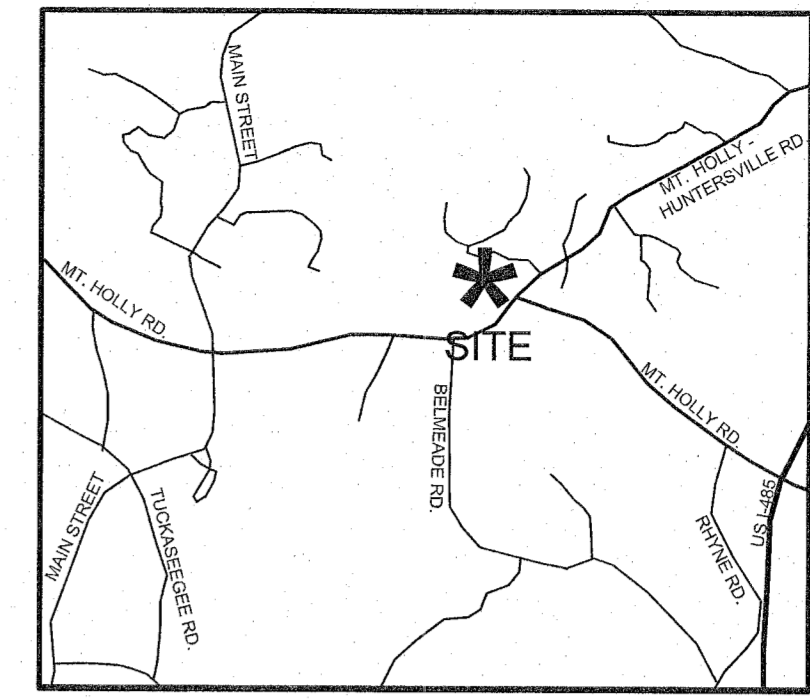 MAIN STREET
MT. HOLLY -
HUNTERSVILLE RD.
MT. HOLLY RD.
SITE
MT. HOLLY RD.
BELMEADE RD.
MAIN STREET
TUCKASEEGEE RD.
US I-485
RHYNE RD.